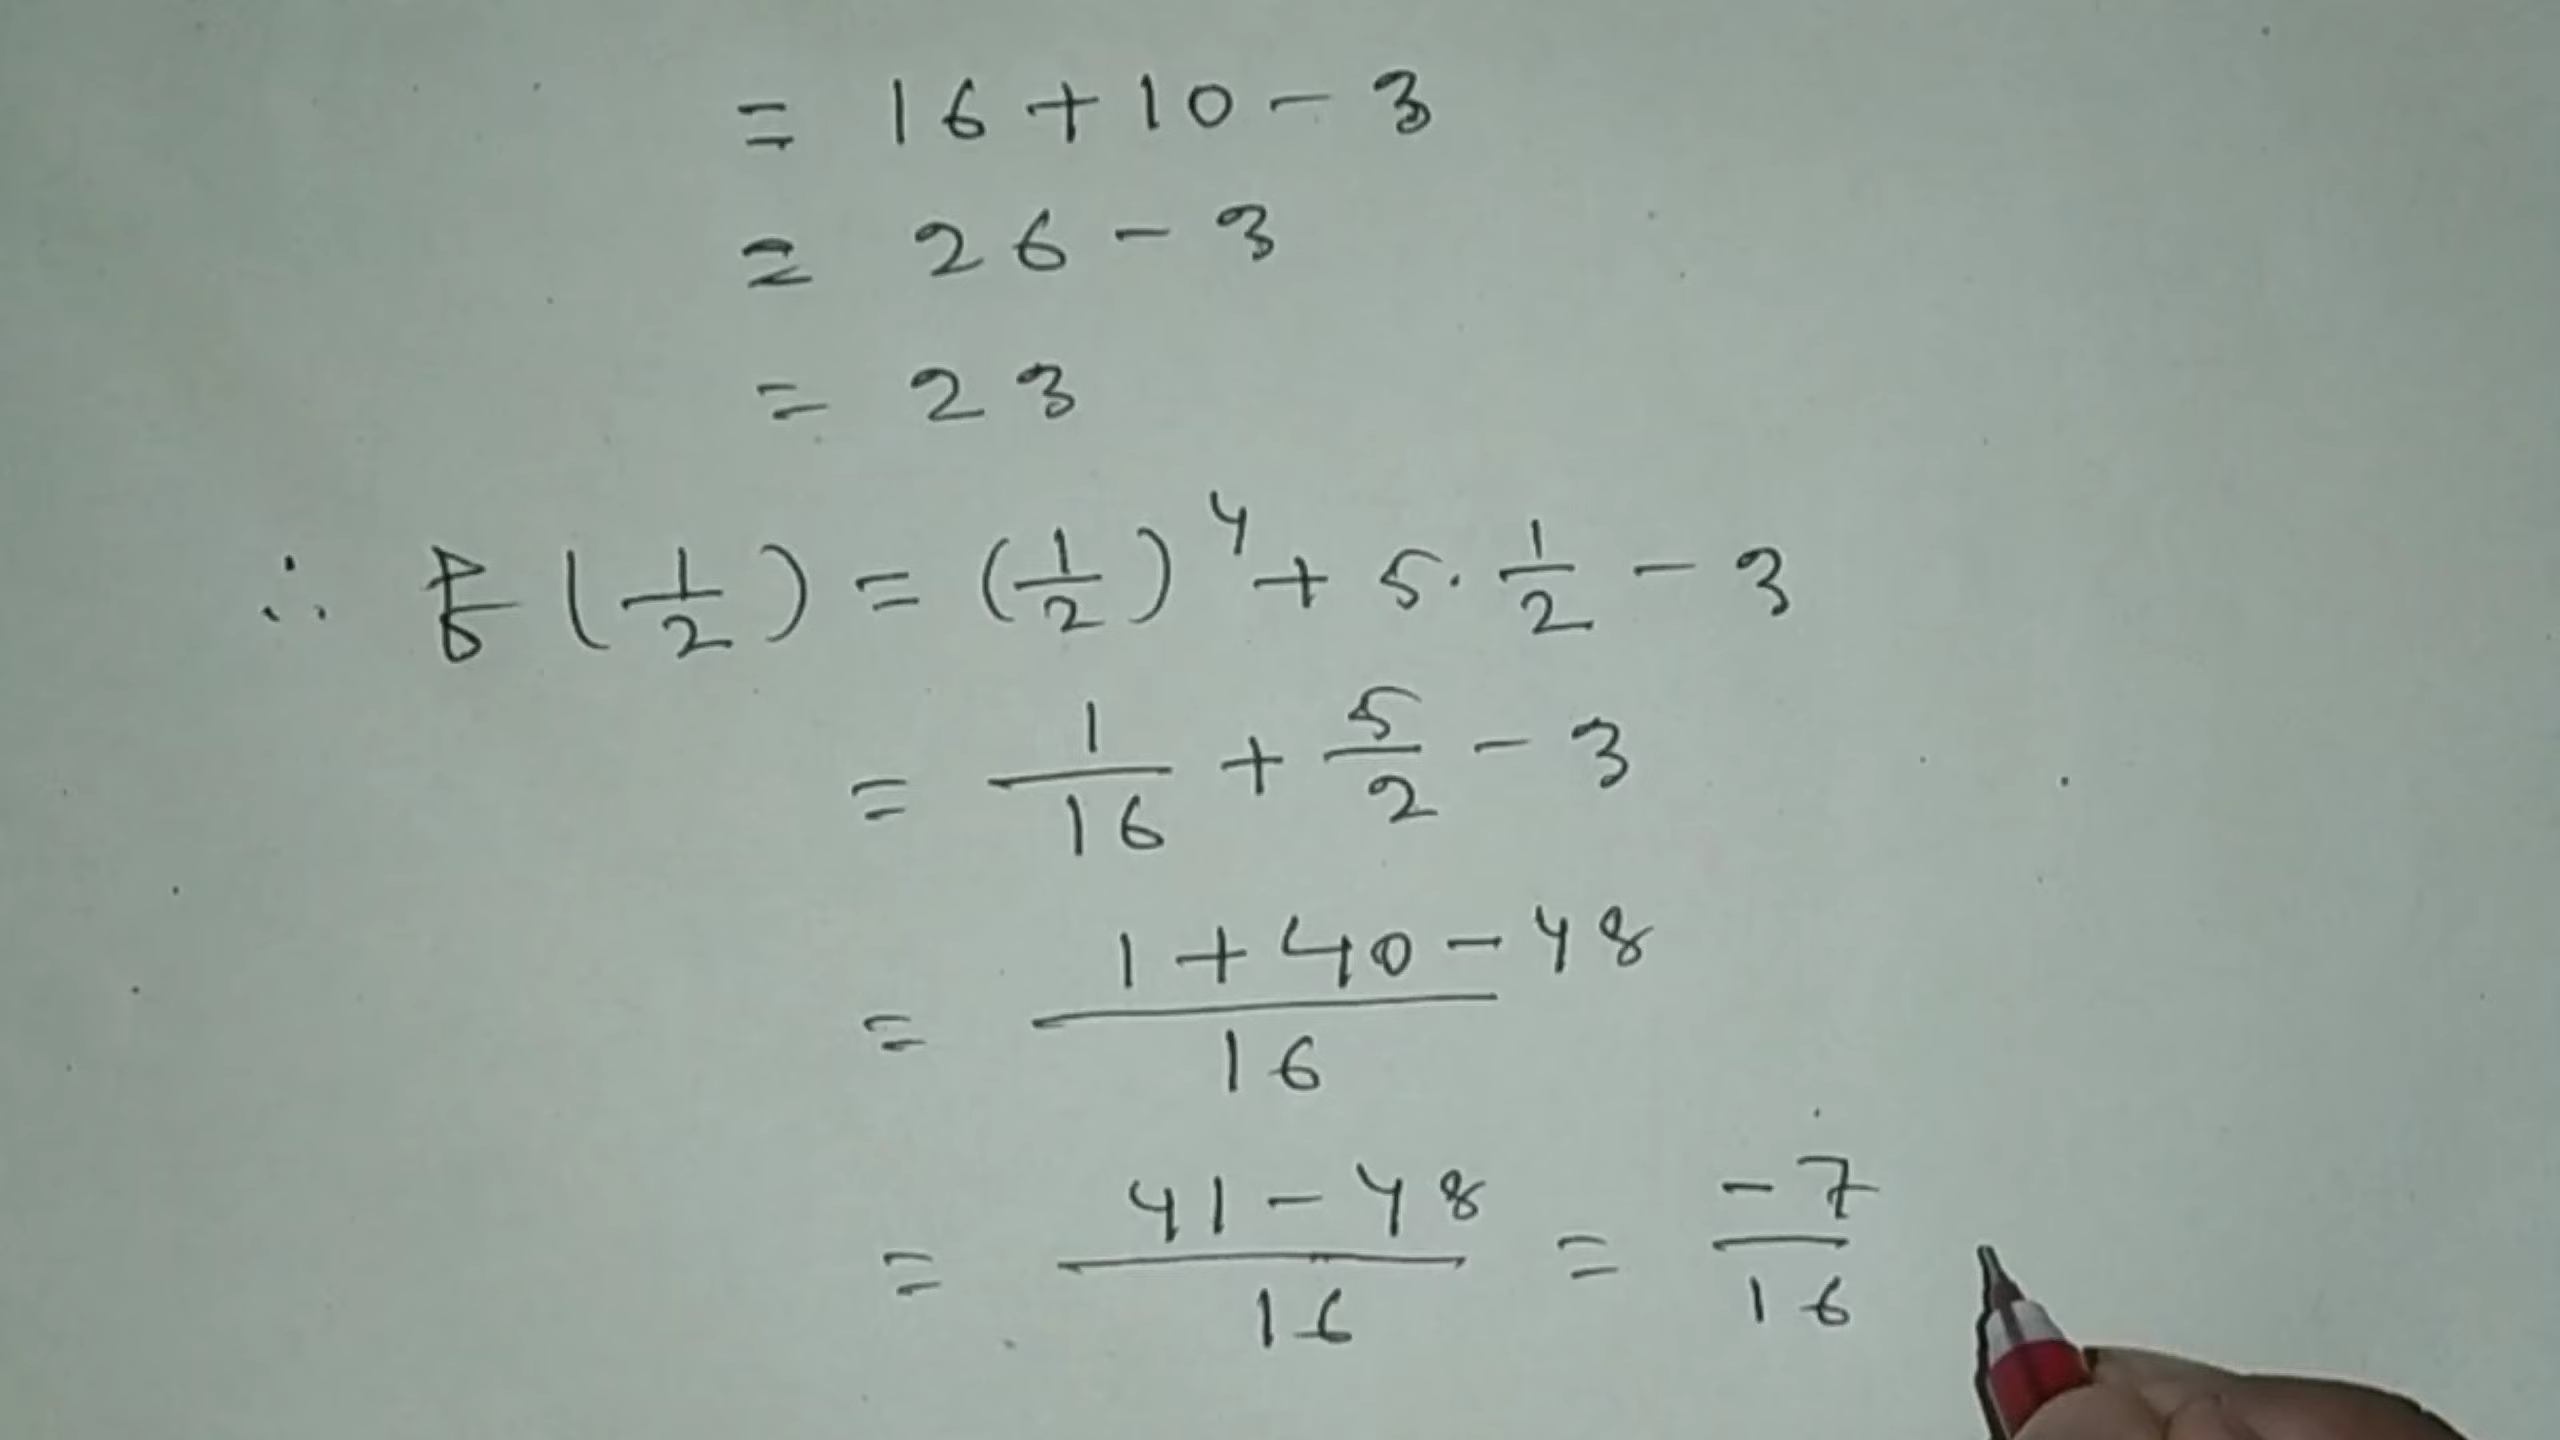 = 16 + 10 - 3
= 26 - 3
= 23
∴ f(1/2) = (1/2)^4 + 5 · 1/2 - 3
= 1/16 + 5/2 - 3
= (1 + 40 - 48)/16
= (41 - 48)/16 = -7/16